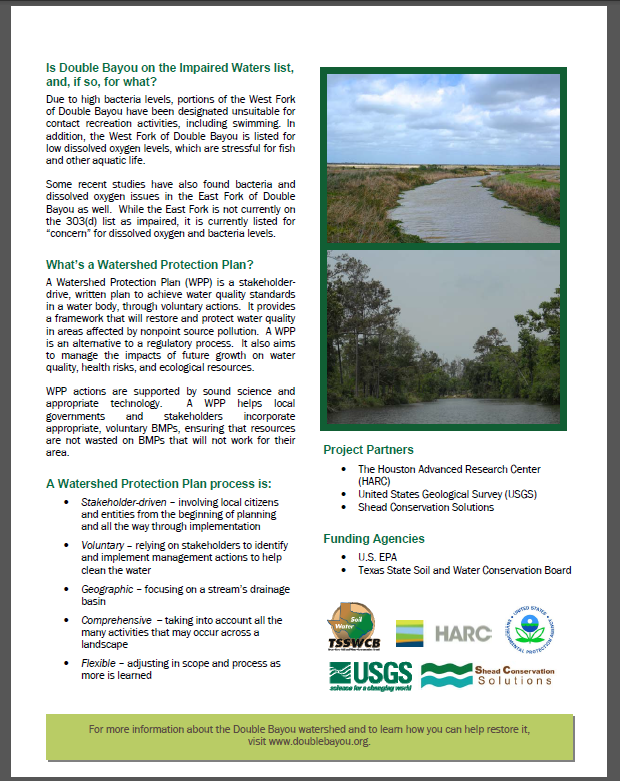 Is Double Bayou on the Impaired Waters list,
and, if so, for what?
Due to high bacteria levels, portions of the West Fork
of Double Bayou have been designated unsuitable for
contact recreation activities, including swimming. In
addition, the West Fork of Double Bayou is listed for
low dissolved oxygen levels, which are stressful for fish
and other aquatic life.
Some recent studies have also found bacteria and
dissolved oxygen issues in the East Fork of Double
Bayou as well. While the East Fork is not currently on
the 303(d) list as impaired, it is currently listed for
“concern” for dissolved oxygen and bacteria levels.
What's a Watershed Protection Plan?
A Watershed Protection Plan (WPP) is a stakeholder-
drive, written plan to achieve water quality standards
in a water body, through voluntary actions. It provides
a framework that will restore and protect water quality
in areas affected by nonpoint source pollution. A WPP
is an alternative to a regulatory process. It also aims
to manage the impacts of future growth on water
quality, health risks, and ecological resources.
WPP actions are supported by sound science and
appropriate technology. A WPP helps local
governments and stakeholders incorporate
appropriate, voluntary BMPs, ensuring that resources
are not wasted on BMPs that will not work for their
area.
A Watershed Protection Plan process is:
• Stakeholder-driven – involving local citizens
and entities from the beginning of planning
and all the way through implementation
• Voluntary – relying on stakeholders to identify
and implement management actions to help
clean the water
• Geographic – focusing on a stream's drainage
basin
• Comprehensive – taking into account all the
many activities that may occur across a
landscape
• Flexible – adjusting in scope and process as
more is learned
Project Partners
• The Houston Advanced Research Center
(HARC)
• United States Geological Survey (USGS)
• Shead Conservation Solutions
Funding Agencies
• U.S. EPA
• Texas State Soil and Water Conservation Board
Soil
Water
TSSWCB
HARC
UNITED STATES
ENVIRONMENTAL PROTECTION AGENCY
USGS
science for a changing world
Shead Conservation
Solutions
For more information about the Double Bayou watershed and to learn how you can help restore it,
visit www.doublebayou.org.